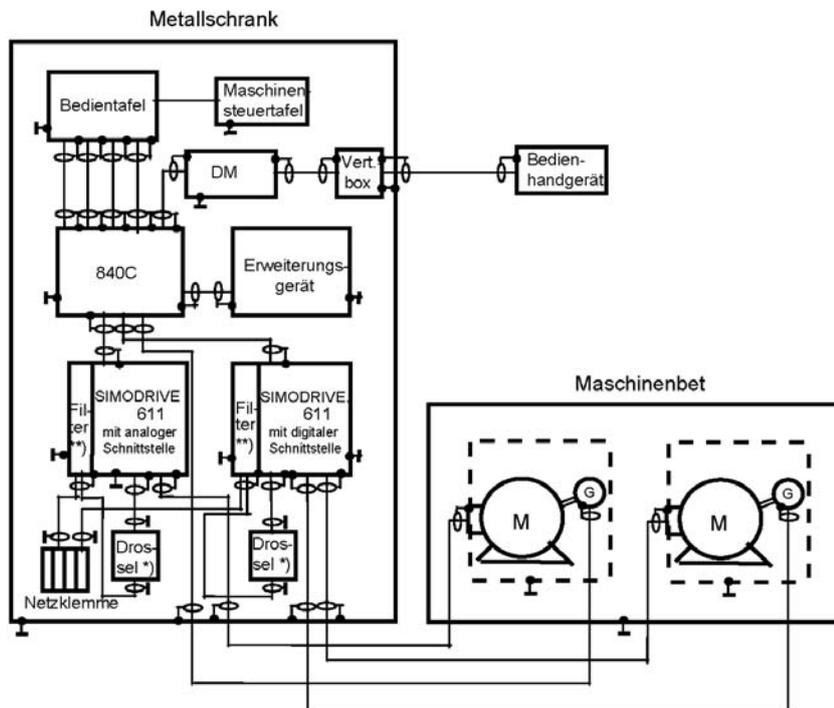 Metallschrank
Bedientafel
Maschinen
steuertafel
DM
Vert.
box
Bedien-
handgerät
840C
Erweiterungs-
gerät
Fil-
ter
**)
SIMODRIVE
611
mit analoger
Schnittstelle
Fil-
ter
**)
SIMODRIVE
611
mit digitaler
Schnittstelle
Maschinenbet
M
G
M
G
Netzklemme
Dros-
sel *)
Dros-
sel *)